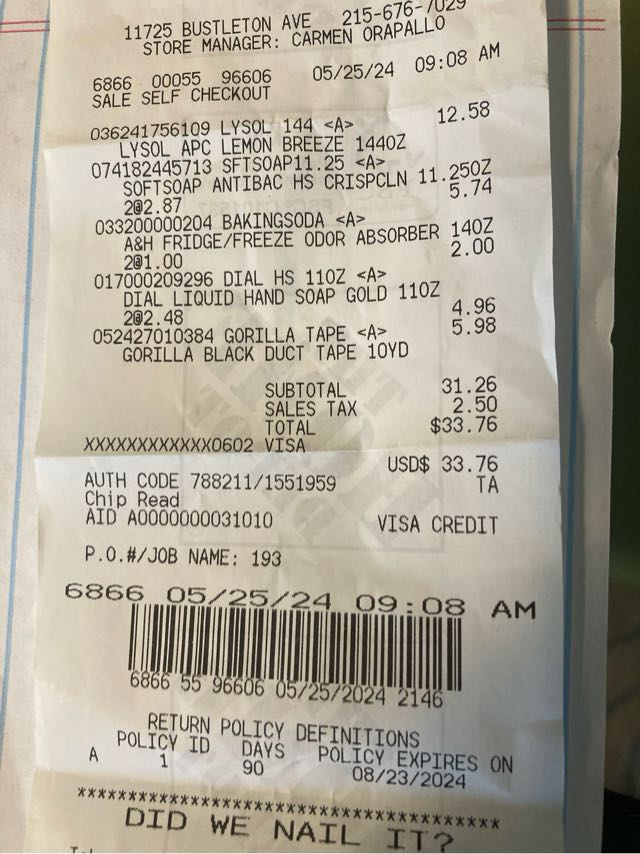 11725 BUSTLETON AVE 215-676-7029
STORE MANAGER: CARMEN ORAPALLO
6866 00055 96606 05/25/24 09:08 AM
SALE SELF CHECKOUT
036241756109 LYSOL 144 <A> 12.58
LYSOL APC LEMON BREEZE 144OZ
074182445713 SFTSOAP11.25 <A>
SOFTSOAP ANTIBAC HS CRISPCLN 11.25OZ
2@2.87 5.74
033200000204 BAKINGSODA <A>
A&H FRIDGE/FREEZE ODOR ABSORBER 14OZ
2@1.00 2.00
017000209296 DIAL HS 11OZ <A>
DIAL LIQUID HAND SOAP GOLD 11OZ
2@2.48 4.96
052427010384 GORILLA TAPE <A> 5.98
GORILLA BLACK DUCT TAPE 10YD
SUBTOTAL 31.26
SALES TAX 2.50
TOTAL $33.76
XXXXXXXXXXXX0602 VISA
USD$ 33.76
AUTH CODE 788211/1551959 TA
Chip Read
AID A0000000031010 VISA CREDIT
P.O.#/JOB NAME: 193
6866 05/25/24 09:08 AM
6866 55 96606 05/25/2024 2146
RETURN POLICY DEFINITIONS
POLICY ID DAYS POLICY EXPIRES ON
A 1 90 08/23/2024
****************************************
DID WE NAIL IT?